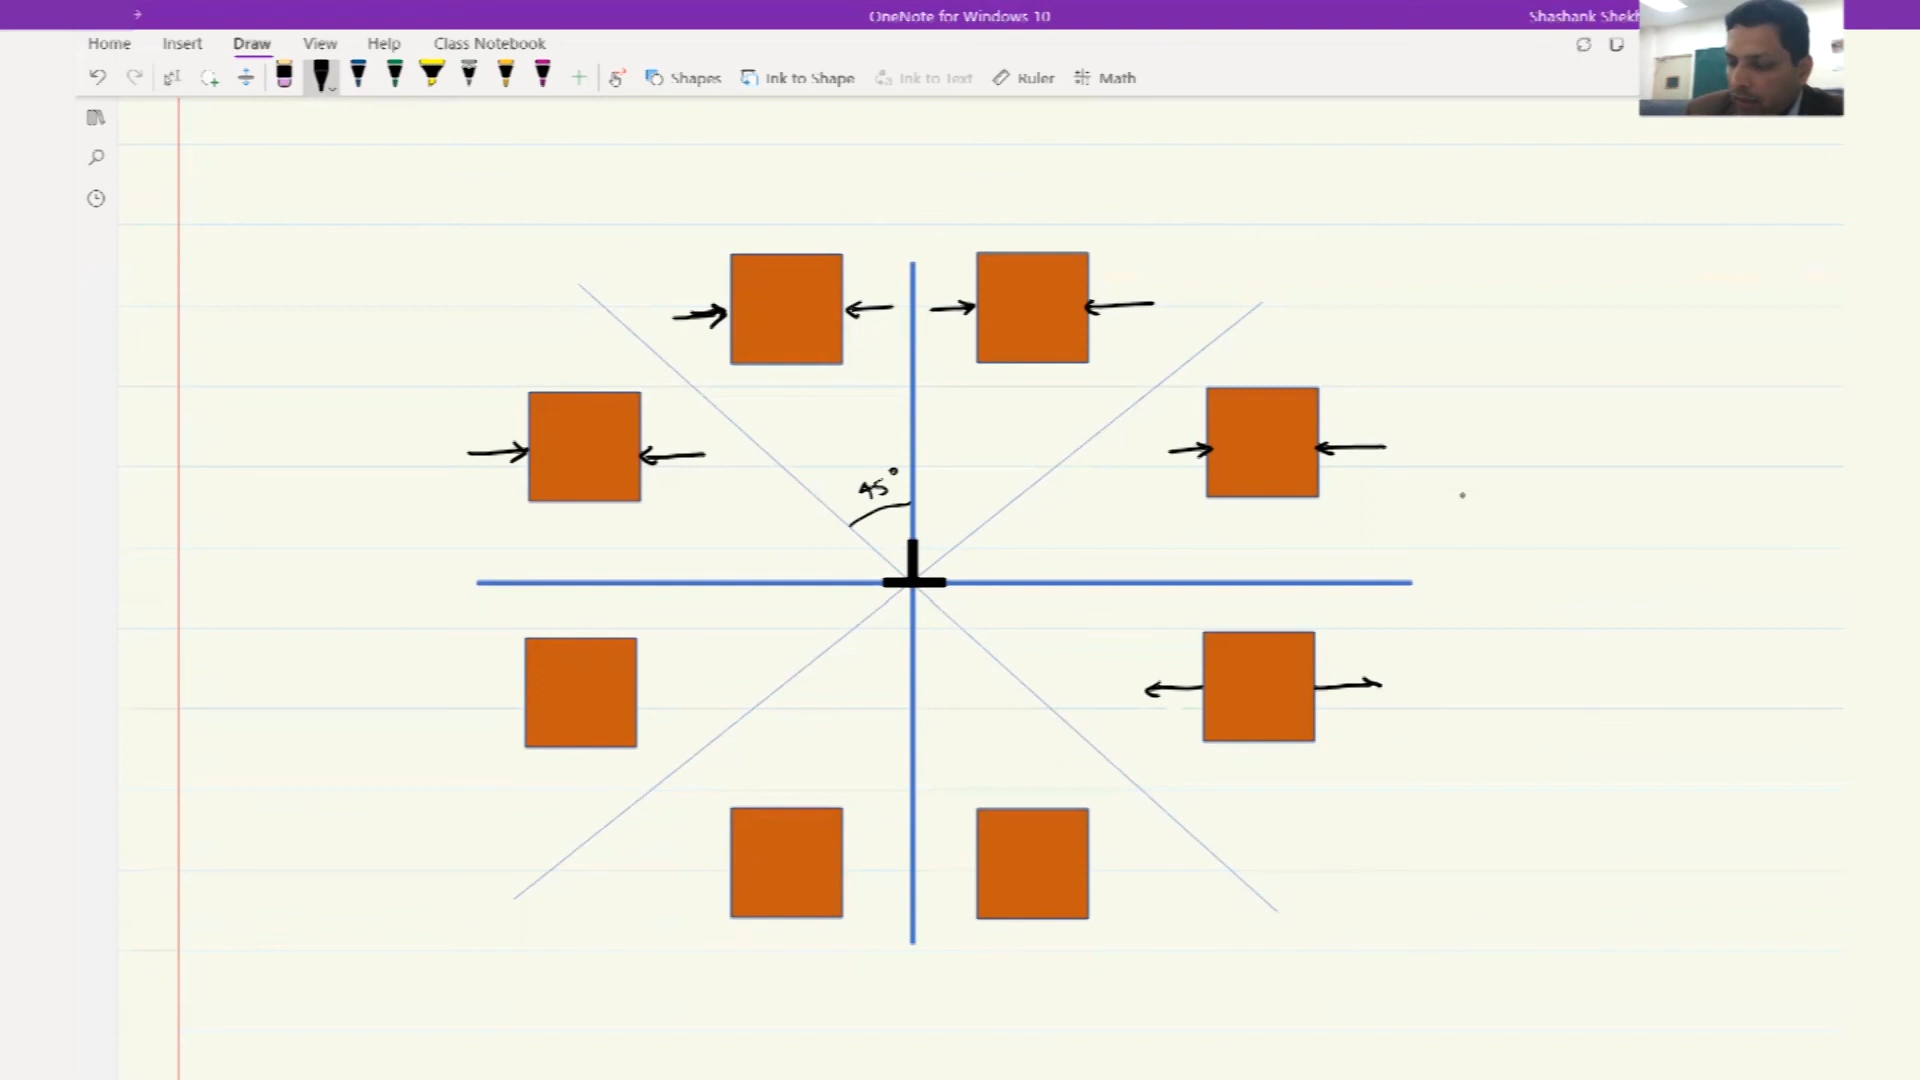 OneNote for Windows 10
Shashank Shekh
Home Insert Draw View Help Class Notebook
Shapes Ink to Shape Ink to Text Ruler Math
45°